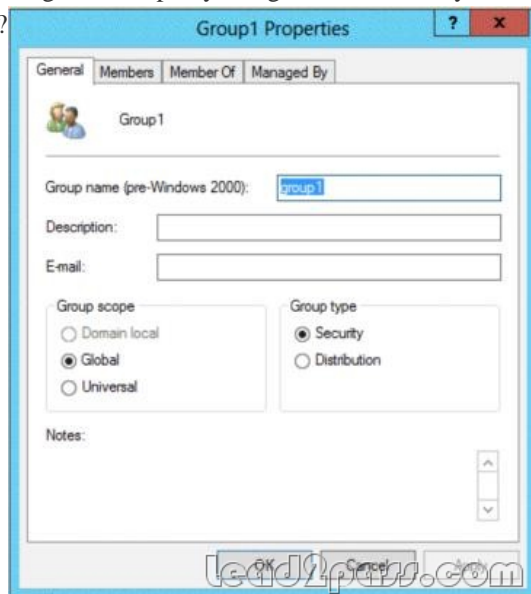 ?
Group1 Properties
? x
General Members Member Of Managed By
Group1
Group name (pre-Windows 2000): group1
Description:
E-mail:
Group scope
Group type
Domain local
Security
Global
Distribution
Universal
Notes:
OK Cancel Apply
lead2pass.com